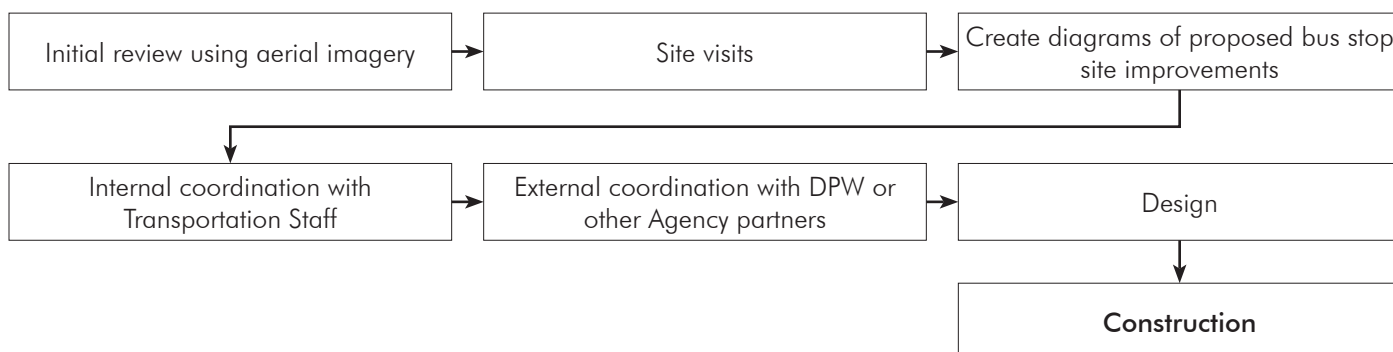 Initial review using aerial imagery
Site visits
Create diagrams of proposed bus stop
site improvements
Internal coordination with
Transportation Staff
External coordination with DPW or
other Agency partners
Design
Construction